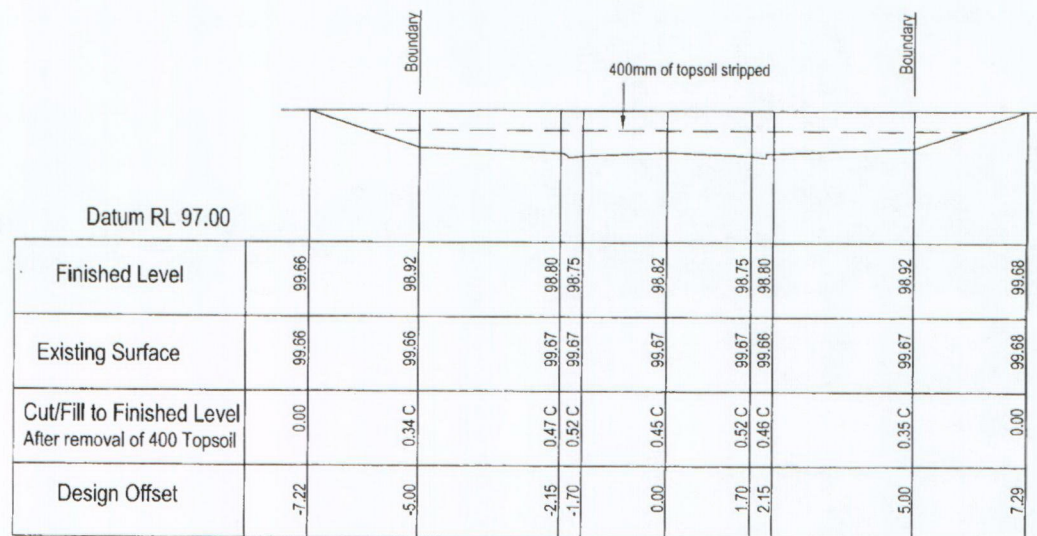 Boundary
Boundary
400mm of topsoll stripped
Datum RL 97.00
Finished Level 99.66 98.92 98.80 98.75 98.82 98.75 98.80 98.92 99.68
Existing Surface 99.66 99.66 99.67 99.67 99.67 99.67 99.66 99.67 99.68
Cut/Fill to Finished Level 0.00 0.34 C 0.47 C 0.52 C 0.45 C 0.52 C 0.46 C 0.35 C 0.00
After removal of 400 Topsoil
Design Offset -7.22 -5.00 -2.15 -1.70 0.00 1.70 2.15 5.00 7.29